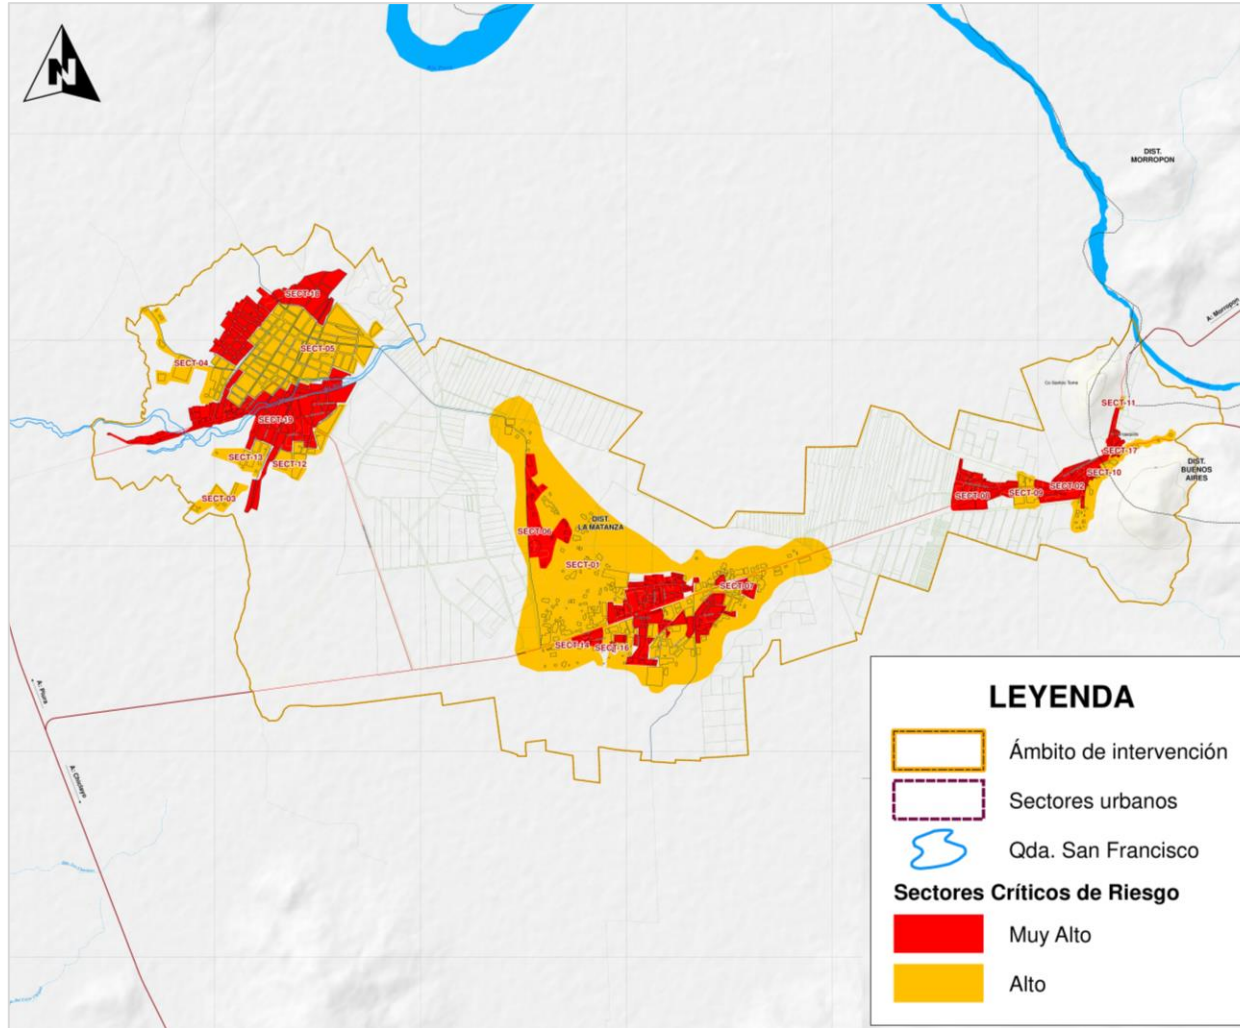 N
DIST.
MORROPON
A: Morropon
SECT-18
SECT-05
SECT-04
SECT-19
SECT-13
SECT-12
SECT-03
SECT-11
SECT-17
SECT-10
DIST.
BUENOS
AIRES
SECT-02
SECT-09
SECT-08
DIST.
LA MATANZA
SECT-06
SECT-01
SECT-07
SECT-14
SECT-16
A: Piura
A: Chiclayo
LEYENDA
Ámbito de intervención
Sectores urbanos
Qda. San Francisco
Sectores Críticos de Riesgo
Muy Alto
Alto